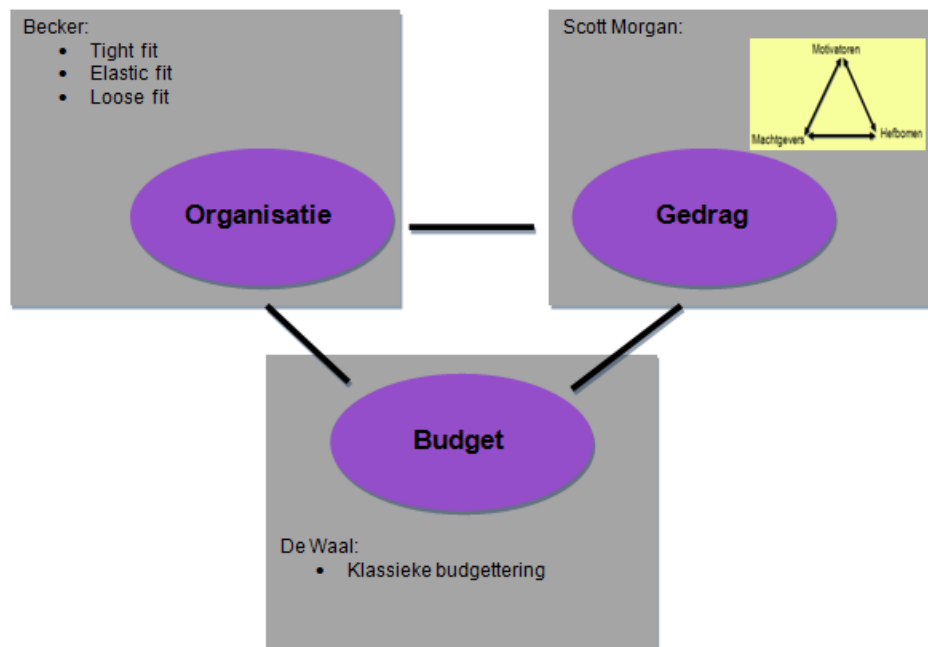 Becker:
• Tight fit
• Elastic fit
• Loose fit
Organisatie
Scott Morgan:
Motivatoren
Machtgevers
Hefbomen
Gedrag
Budget
De Waal:
• Klassieke budgettering